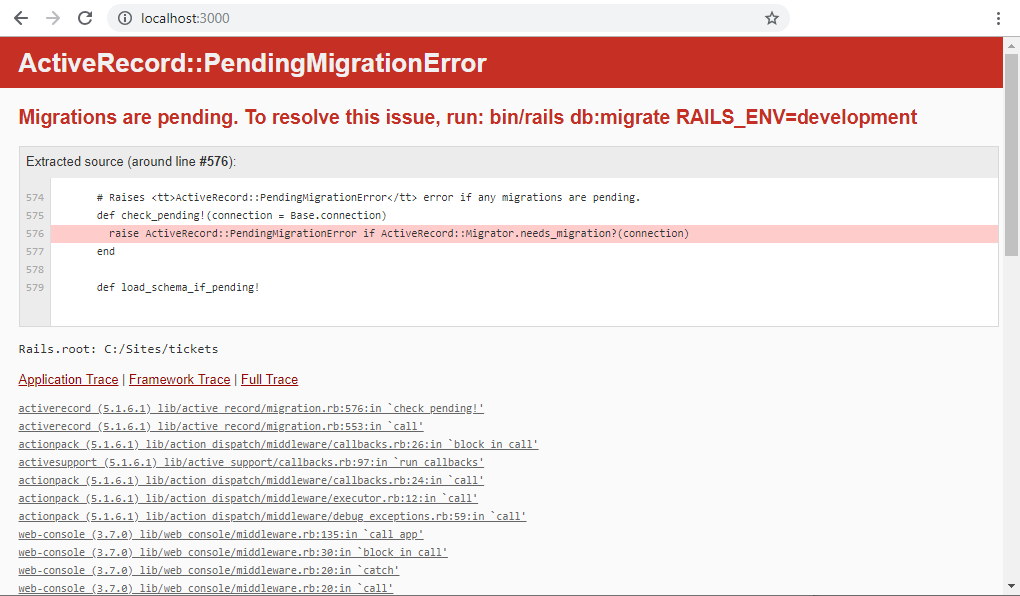 localhost:3000
ActiveRecord::PendingMigrationError
Migrations are pending. To resolve this issue, run: bin/rails db:migrate RAILS_ENV=development
Extracted source (around line #576):
574 # Raises <tt>ActiveRecord::PendingMigrationError</tt> error if any migrations are pending.
575 def check_pending!(connection = Base.connection)
576 raise ActiveRecord::PendingMigrationError if ActiveRecord::Migrator.needs_migration?(connection)
577 end
578
579 def load_schema_if_pending!
Rails.root: C:/Sites/tickets
Application Trace | Framework Trace | Full Trace
activerecord (5.1.6.1) lib/active_record/migration.rb:576:in `check_pending!'
activerecord (5.1.6.1) lib/active_record/migration.rb:553:in `call'
actionpack (5.1.6.1) lib/action_dispatch/middleware/callbacks.rb:26:in `block in call'
activesupport (5.1.6.1) lib/active_support/callbacks.rb:97:in `run_callbacks'
actionpack (5.1.6.1) lib/action_dispatch/middleware/callbacks.rb:24:in `call'
actionpack (5.1.6.1) lib/action_dispatch/middleware/executor.rb:12:in `call'
actionpack (5.1.6.1) lib/action_dispatch/middleware/debug_exceptions.rb:59:in `call'
web-console (3.7.0) lib/web_console/middleware.rb:135:in `call_app'
web-console (3.7.0) lib/web_console/middleware.rb:30:in `block in call'
web-console (3.7.0) lib/web_console/middleware.rb:20:in `catch'
web-console (3.7.0) lib/web_console/middleware.rb:20:in `call'